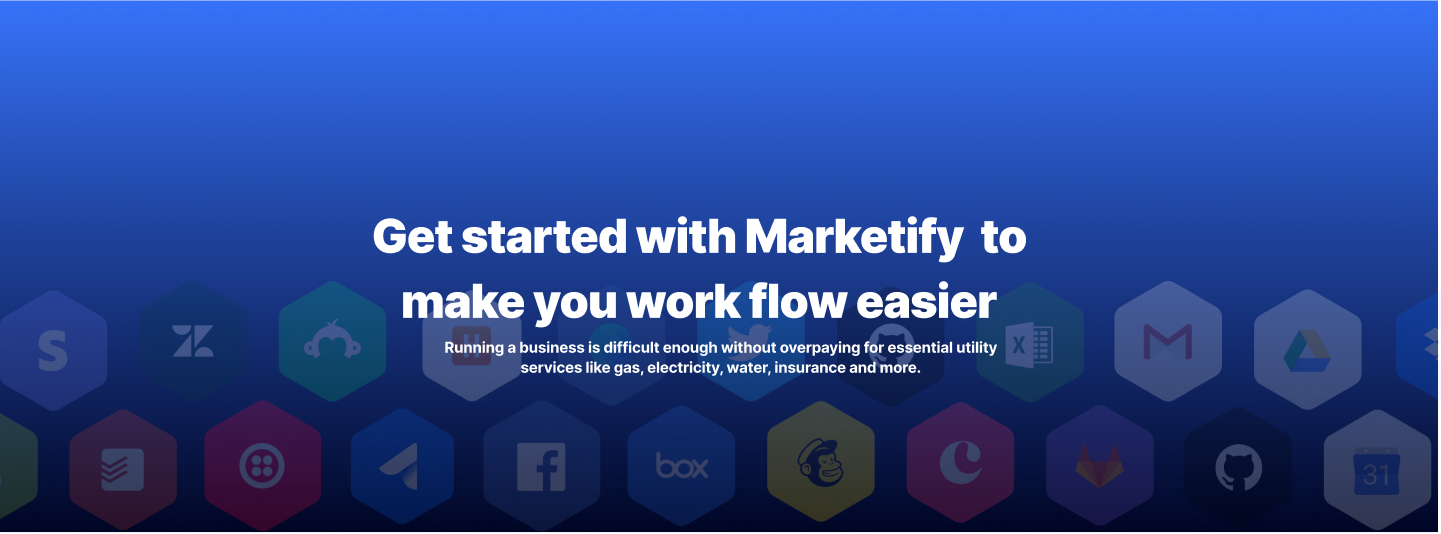 Get started with Marketify to
make you work flow easier
Running a business is difficult enough without overpaying for essential utility
services like gas, electricity, water, insurance and more.
S
X
box
31